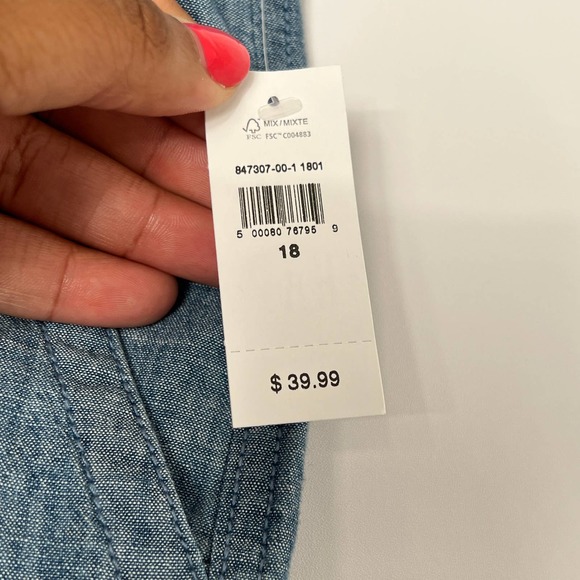 MIX/MIXTE
FSC FSC™ C004883
847307-00-1 1801
5 00080 76795 9
18
$ 39.99